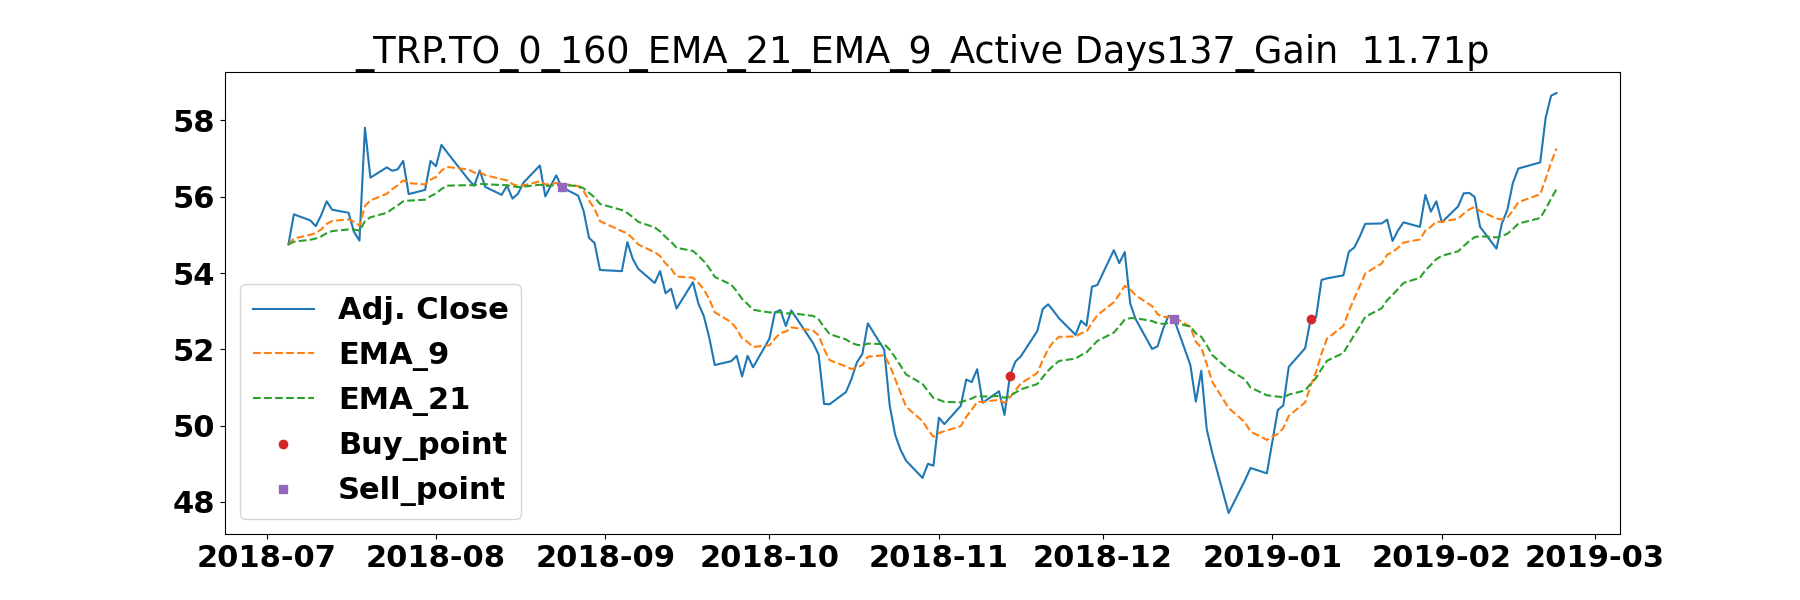 _TRP.TO_0_160_EMA_21_EMA_9_Active Days137_Gain  11.71p
58
56
54
52
50
48
Adj. Close
EMA_9
EMA_21
Buy_point
Sell_point
2018-07 2018-08 2018-09 2018-10 2018-11 2018-12 2019-01 2019-02 2019-03